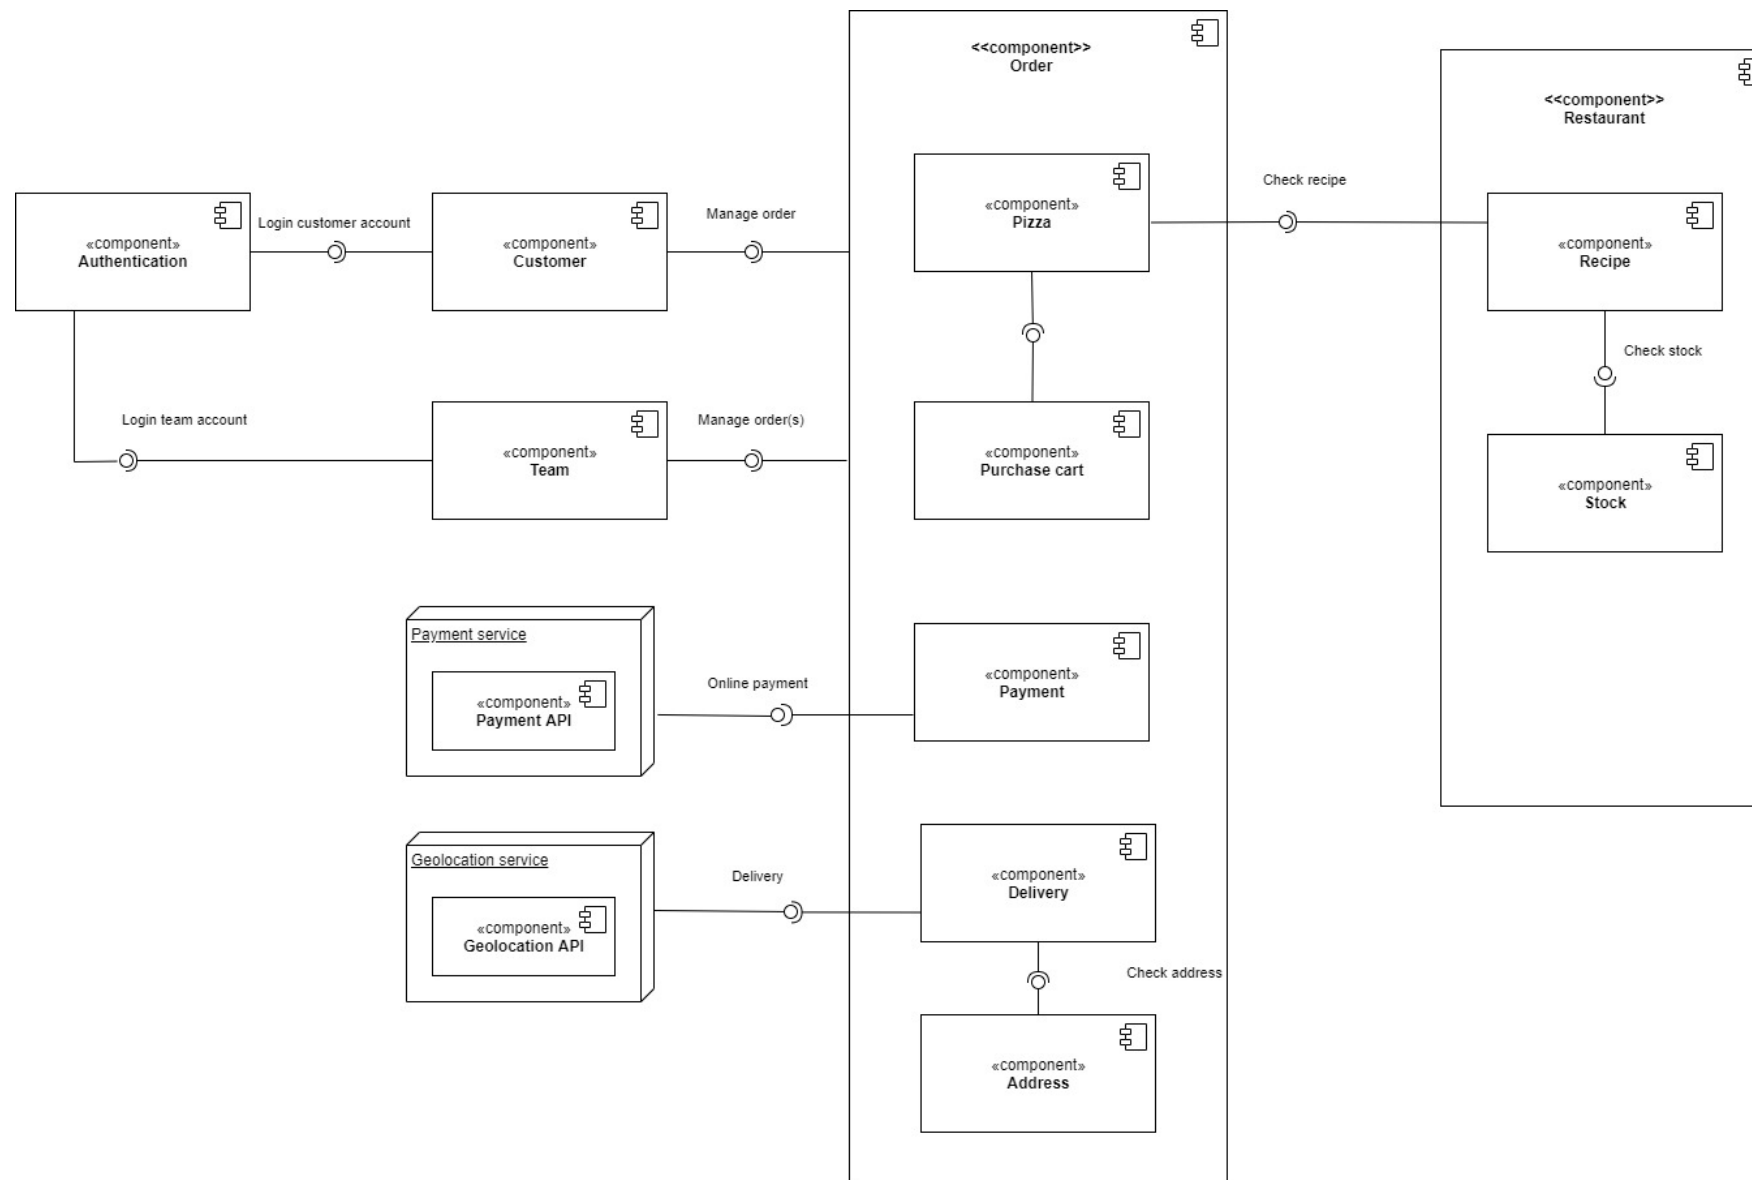 <<component>>
Order
<<component>>
Restaurant
«component»
Authentication
Login customer account
«component»
Customer
Manage order
«component»
Pizza
Check recipe
«component»
Recipe
Check stock
Login team account
«component»
Team
Manage order(s)
«component»
Purchase cart
«component»
Stock
Payment service
«component»
Payment API
Online payment
«component»
Payment
Geolocation service
«component»
Geolocation API
Delivery
«component»
Delivery
Check address
«component»
Address